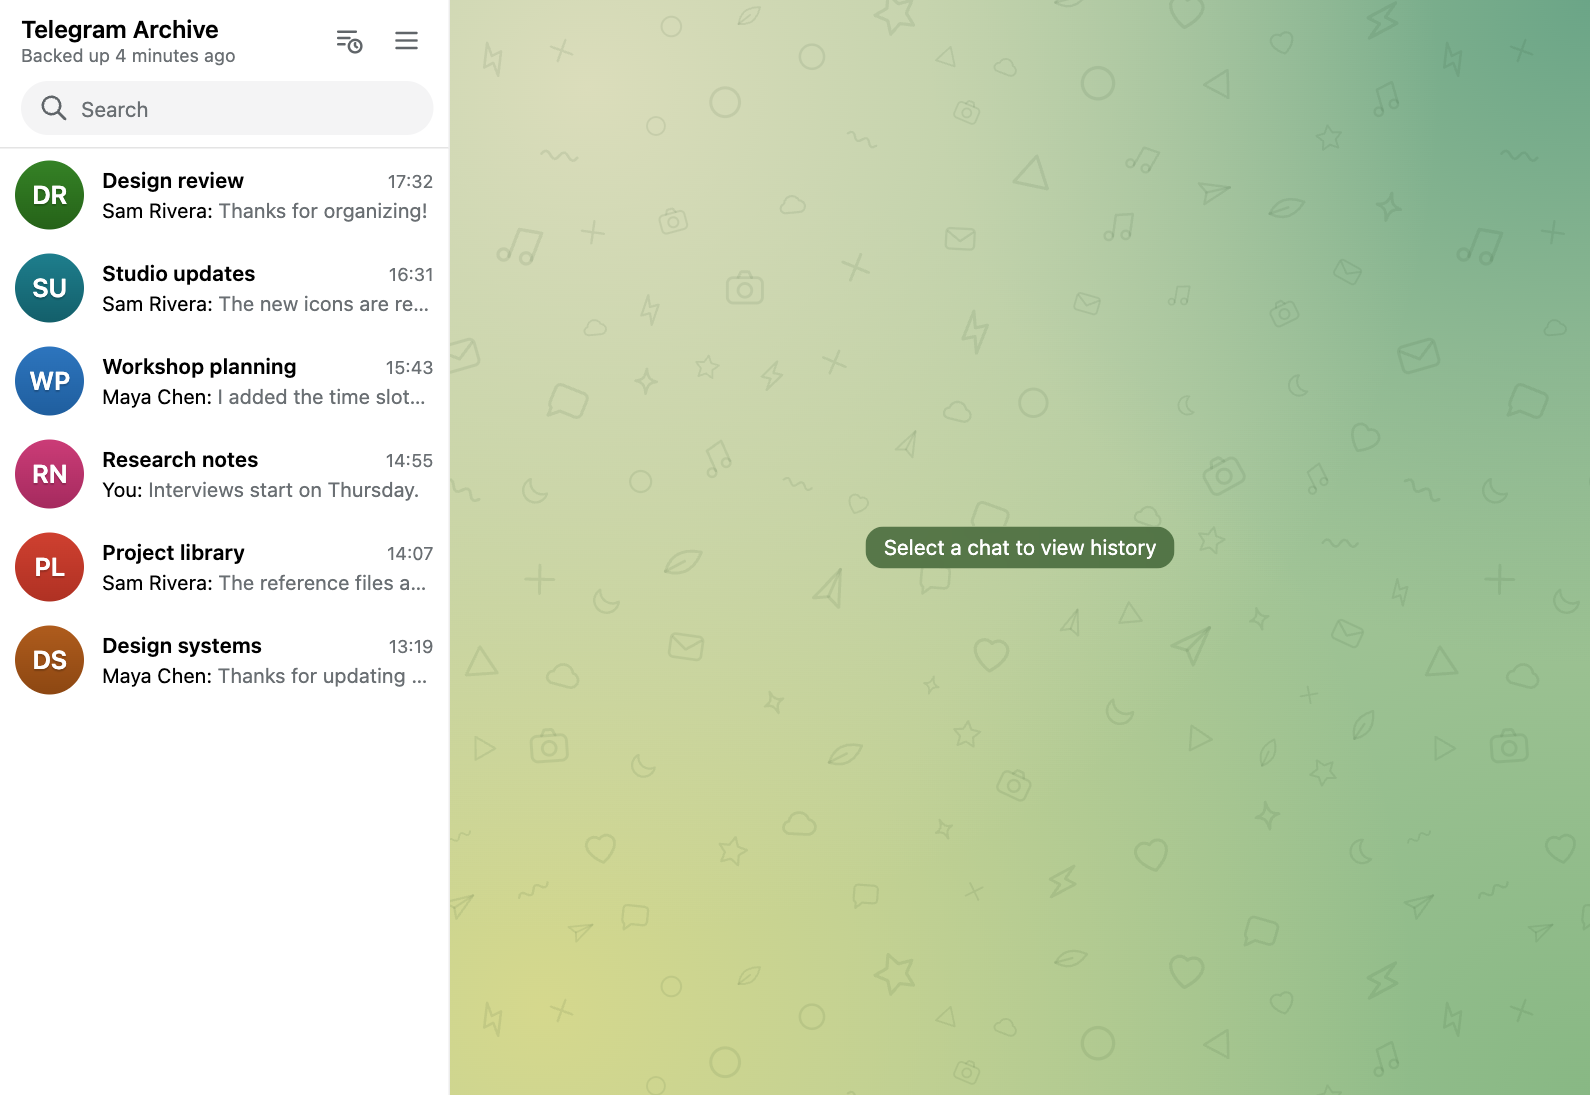 Telegram Archive
Backed up 4 minutes ago
Search
DR
Design review 17:32
Sam Rivera: Thanks for organizing!
SU
Studio updates 16:31
Sam Rivera: The new icons are re...
WP
Workshop planning 15:43
Maya Chen: I added the time slot...
RN
Research notes 14:55
You: Interviews start on Thursday.
PL
Project library 14:07
Sam Rivera: The reference files a...
DS
Design systems 13:19
Maya Chen: Thanks for updating ...
Select a chat to view history